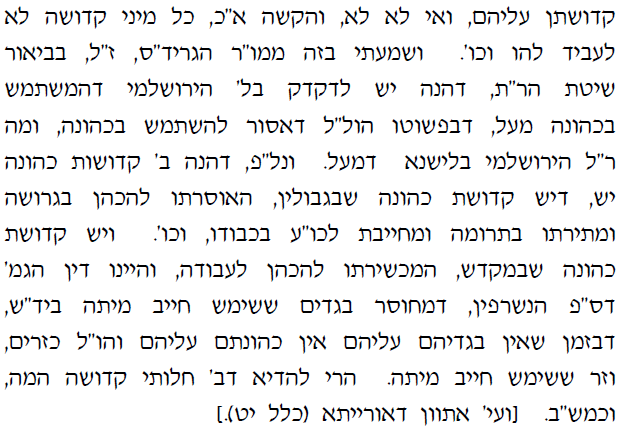 קדושתן עליהם, ואי לא לא, והקשה א"כ, כל מיני קדושה לא
לעביד להו וכו'. ושמעתי בזה ממו"ר הגריד"ס, ז"ל, בביאור
שיטת הר"ת, דהנה יש לדקדק בל' הירושלמי דהמשתמש
בכהונה מעל, דבפשוטו הול"ל דאסור להשתמש בכהונה, ומה
ר"ל הירושלמי בלישנא דמעל. ונל"פ, דהנה ב' קדושות כהונה
יש, דיש קדושת כהונה שבגבולין, האוסרתו להכהן בגרושה
ומתירתו בתרומה ומחייבת לכו"ע בכבודו, וכו'. ויש קדושת
כהונה שבמקדש, המכשירתו להכהן לעבודה, והיינו דין הגמ'
דס"פ הנשרפין, דמחוסר בגדים ששימש חייב מיתה ביד"ש,
דבזמן שאין בגדיהם עליהם אין כהונתם עליהם והו"ל כזרים,
וזר ששימש חייב מיתה. הרי להדיא דב' חלותי קדושה המה,
וכמש"ב. [ועי' אתוון דאורייתא (כלל יט).]